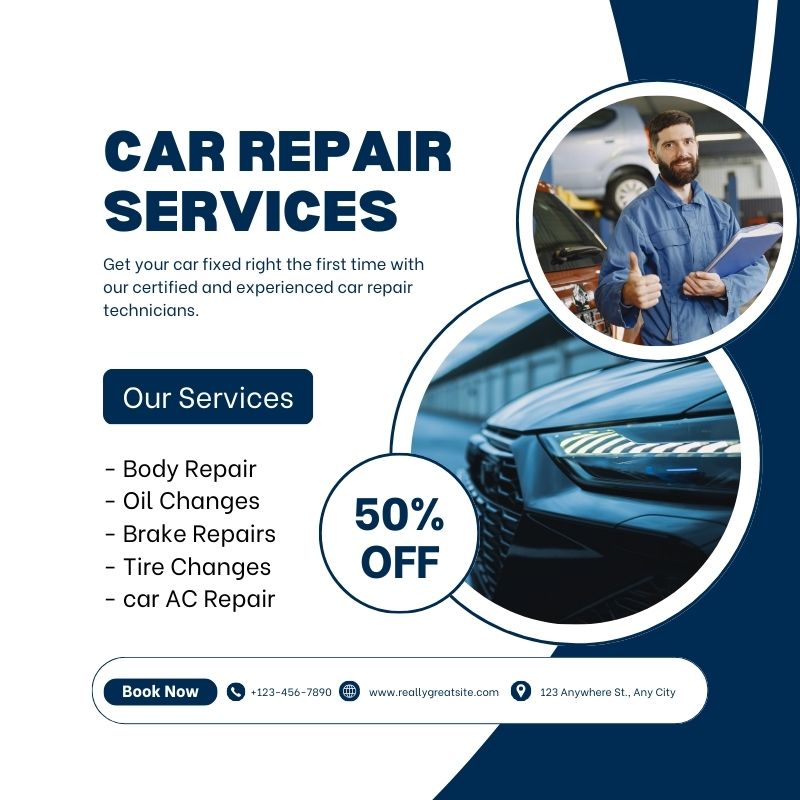 CAR REPAIR
SERVICES
Get your car fixed right the first time with
our certified and experienced car repair
technicians.
Our Services
- Body Repair
- Oil Changes
- Brake Repairs
- Tire Changes
- car AC Repair
50%
OFF
Book Now
+123-456-7890
www.reallygreatsite.com
123 Anywhere St., Any City